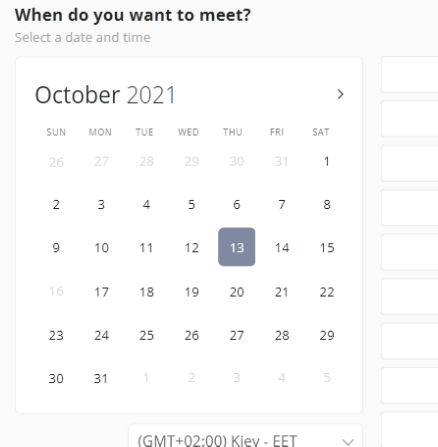 When do you want to meet?
Select a date and time
October 2021
SUN MON TUE WED THU FRI SAT
26 27 28 29 30 31 1
2 3 4 5 6 7 8
9 10 11 12 13 14 15
16 17 18 19 20 21 22
23 24 25 26 27 28 29
30 31 1 2 3 4 5
(GMT+02:00) Kiev - EET